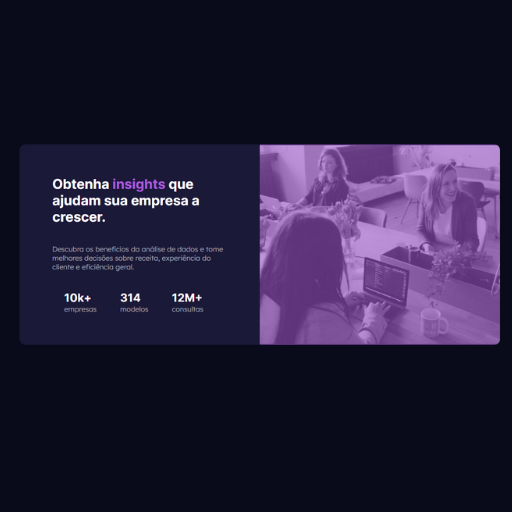 Obtenha insights que
ajudam sua empresa a
crescer.
Descubra os benefícios da análise de dados e tome
melhores decisões sobre receita, experiência do
cliente e eficiência geral.
10k+ 314 12M+
empresas modelos consultas